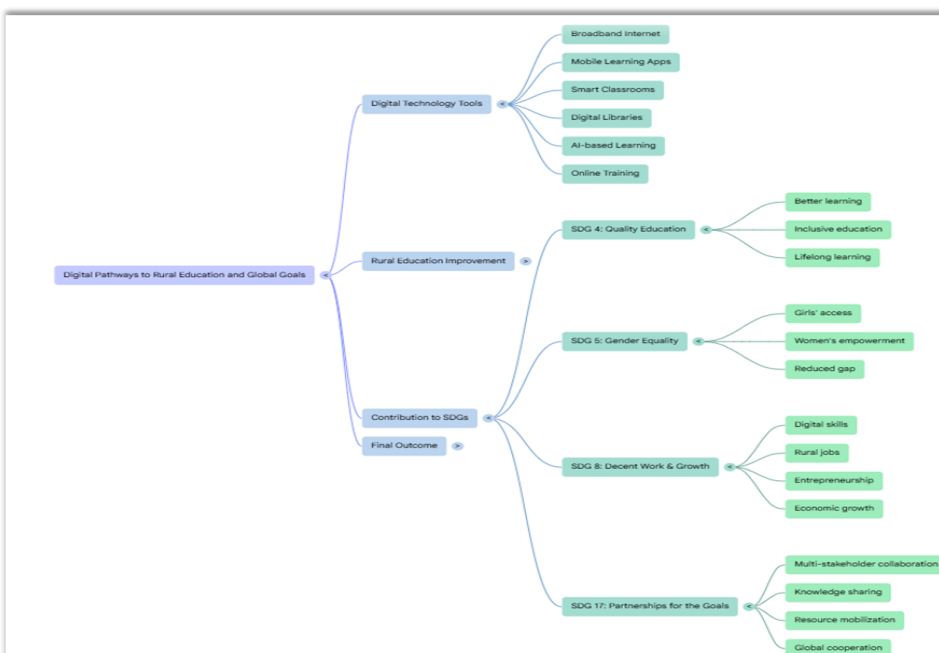 Digital Pathways to Rural Education and Global Goals
Digital Technology Tools
Broadband Internet
Mobile Learning Apps
Smart Classrooms
Digital Libraries
AI-based Learning
Online Training
Rural Education Improvement
Contribution to SDGs
SDG 4: Quality Education
Better learning
Inclusive education
Lifelong learning
SDG 5: Gender Equality
Girls' access
Women's empowerment
Reduced gap
SDG 8: Decent Work & Growth
Digital skills
Rural jobs
Entrepreneurship
Economic growth
SDG 17: Partnerships for the Goals
Multi-stakeholder collaboration
Knowledge sharing
Resource mobilization
Global cooperation
Final Outcome